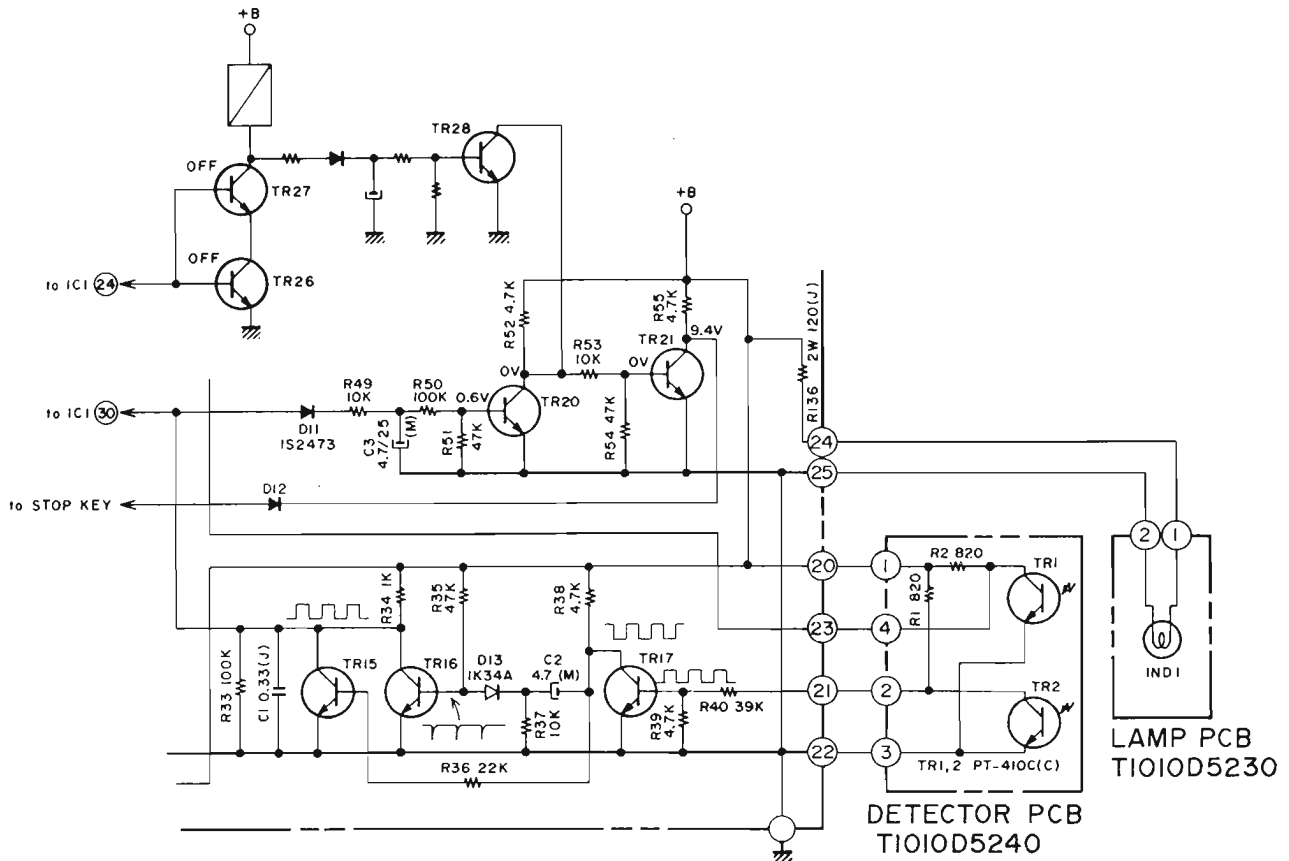 +B
TR28
OFF
TR27
+B
OFF
to IC1 24
TR26
R52 4.7K
R55 4.7K
R136 2W 120(J)
9.4V
TR21
R53
10K
0V
0V
R49
10K
R50
100K
0.6V
TR20
to IC1 30
D11
1S2473
C3
4.7/25
(M)
R51
47K
R54 47K
24
25
D12
to STOP KEY
2
1
20
1
R2 820
TR1
R34 1K
R35
47K
R38
4.7K
R1 820
23
4
IND1
TR15
TR16
D13
1K34A
C2
4.7 (M)
TR17
21
2
TR2
R33 100K
C1 0.33(J)
R37
10K
R39
4.7K
R40 39K
22
3
LAMP PCB
T1010D5230
R36 22K
TR1,2 PT-410C(C)
DETECTOR PCB
T1010D5240